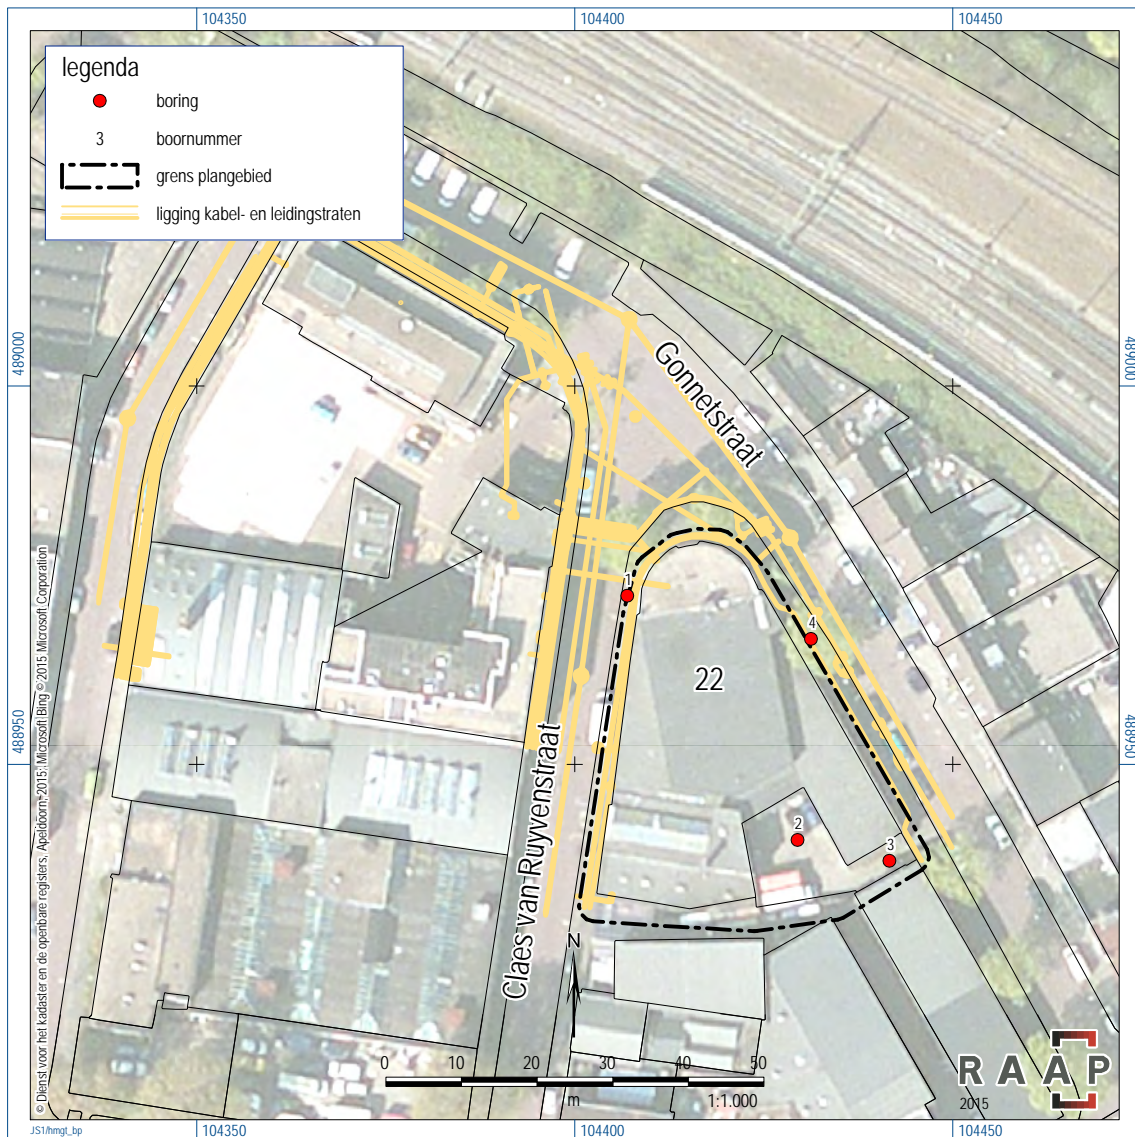 104350
104400
104450
legenda
boring
3
boornummer
grens plangebied
ligging kabel- en leidingstraten
489000
489000
Gonnetstraat
1
4
22
488950
488950
2
3
Claes van Ruyvenstraat
N
0
10
20
30
40
50
m
1:1.000
RAAP
2015
© Dienst voor het kadaster en de openbare registers, Apeldoorn, 2015; Microsoft Bing © 2015 Microsoft Corporation
JS1/hmgt_bp
104350
104400
104450